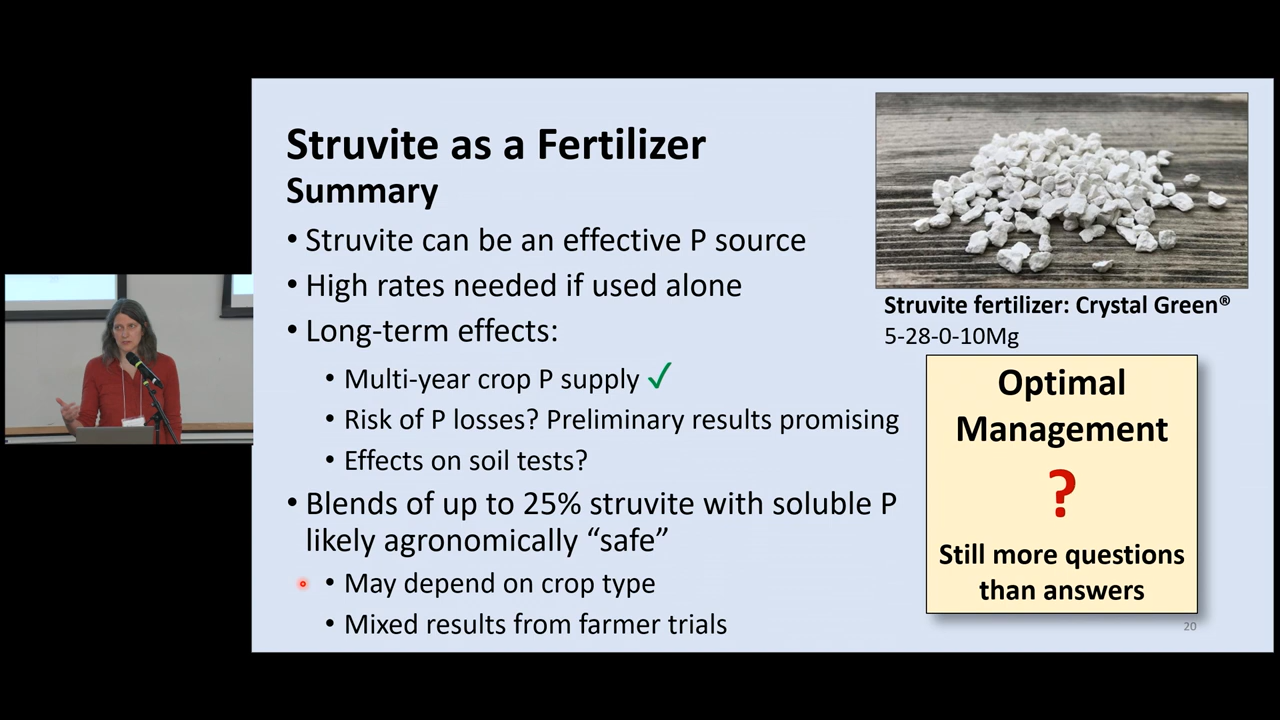 Struvite as a Fertilizer
Summary
• Struvite can be an effective P source
• High rates needed if used alone
• Long-term effects:
• Multi-year crop P supply ✓
• Risk of P losses? Preliminary results promising
• Effects on soil tests?
• Blends of up to 25% struvite with soluble P
likely agronomically “safe”
• May depend on crop type
• Mixed results from farmer trials
Struvite fertilizer: Crystal Green®
5-28-0-10Mg
Optimal
Management
?
Still more questions
than answers
20